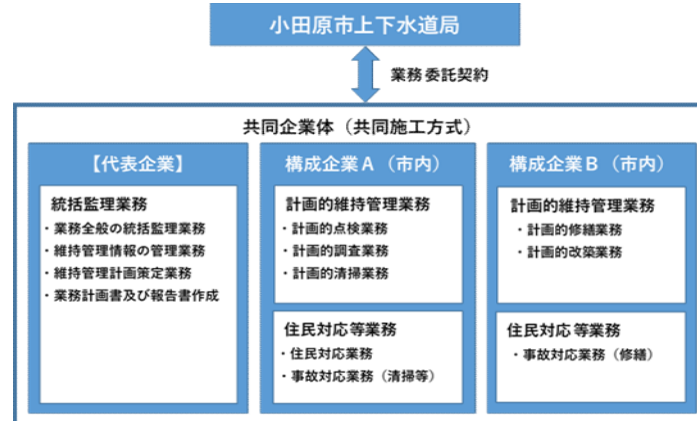 小田原市上下水道局
業務委託契約
共同企業体（共同施工方式）
【代表企業】
統括監理業務
・業務全般の統括監理業務
・維持管理情報の管理業務
・維持管理計画策定業務
・業務計画書及び報告書作成
構成企業A（市内）
計画的維持管理業務
・計画的点検業務
・計画的調査業務
・計画的清掃業務
住民対応等業務
・住民対応業務
・事故対応業務（清掃等）
構成企業B（市内）
計画的維持管理業務
・計画的修繕業務
・計画的改築業務
住民対応等業務
・事故対応業務（修繕）